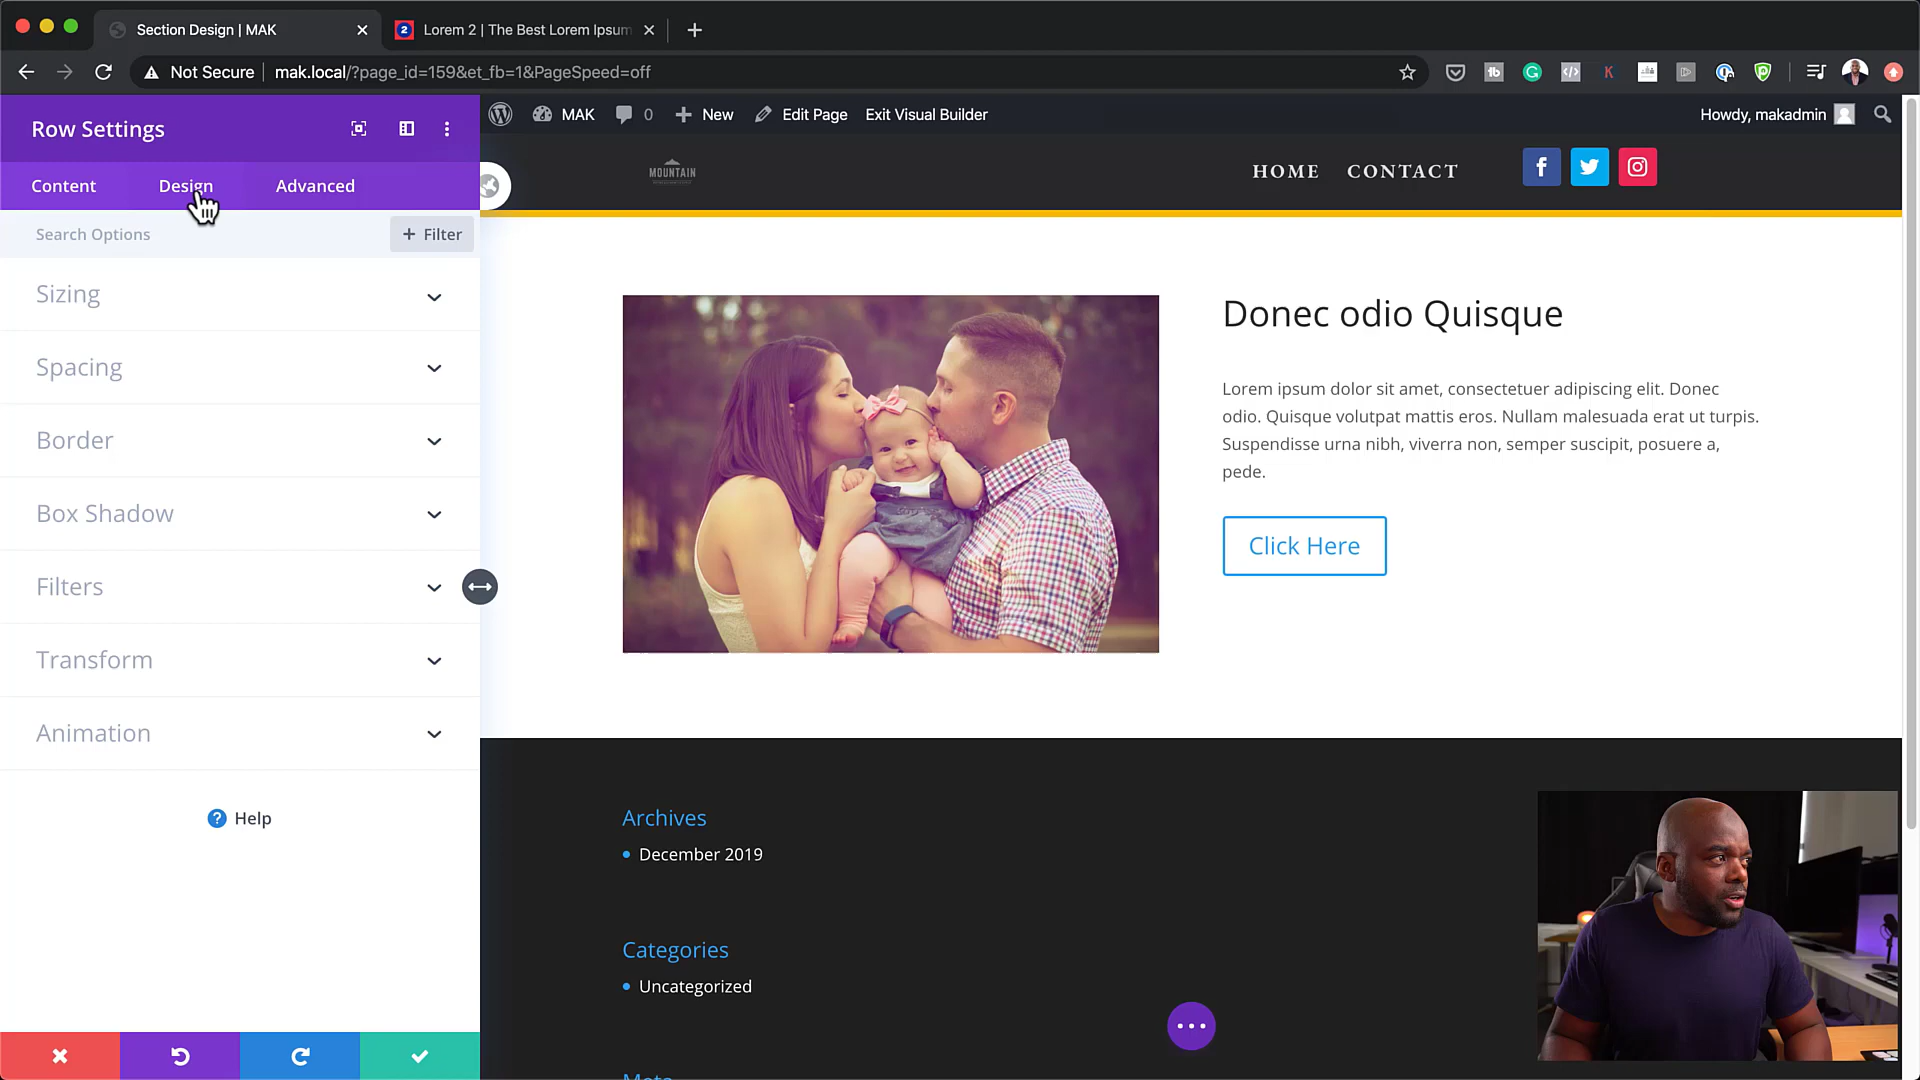 Section Design | MAK
Lorem 2 | The Best Lorem Ipsum
Not Secure
mak.local/?page_id=159&et_fb=1&PageSpeed=off
Row Settings
MAK
0
New
Edit Page
Exit Visual Builder
Howdy, makadmin
MOUNTAIN
HOME
CONTACT
Content
Design
Advanced
Search Options
+ Filter
Sizing
Spacing
Border
Box Shadow
Filters
Transform
Animation
Help
Donec odio Quisque
Lorem ipsum dolor sit amet, consectetuer adipiscing elit. Donec
odio. Quisque volutpat mattis eros. Nullam malesuada erat ut turpis.
Suspendisse urna nibh, viverra non, semper suscipit, posuere a,
pede.
Click Here
Archives
December 2019
Categories
Uncategorized
Meta